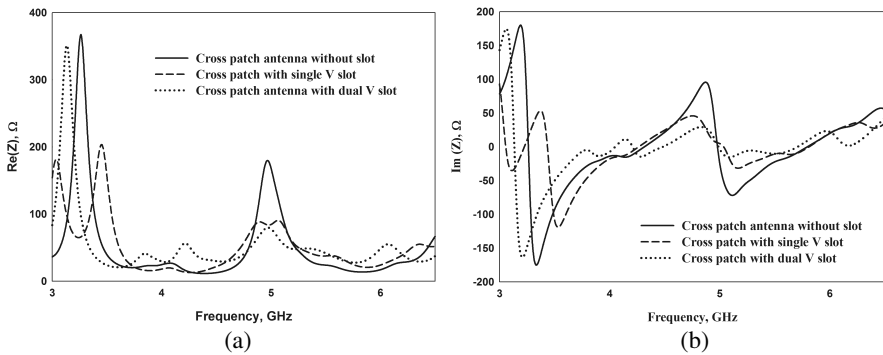 400
300
200
100
0
Re(Z), Ω
Cross patch antenna without slot
Cross patch with single V slot
Cross patch antenna with dual V slot
3 4 5 6
Frequency, GHz
(a)
200
150
100
50
0
-50
-100
-150
-200
Im (Z), Ω
Cross patch antenna without slot
Cross patch with single V slot
Cross patch with dual V slot
3 4 5 6
Frequency, GHz
(b)